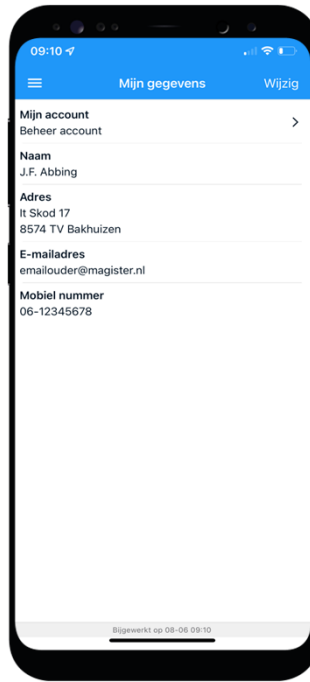 09:10
Mijn gegevens
Wijzig
Mijn account
Beheer account
Naam
J.F. Abbing
Adres
It Skod 17
8574 TV Bakhuizen
E-mailadres
emailouder@magister.nl
Mobiel nummer
06-12345678
Bijgewerkt op 08-06 09:10